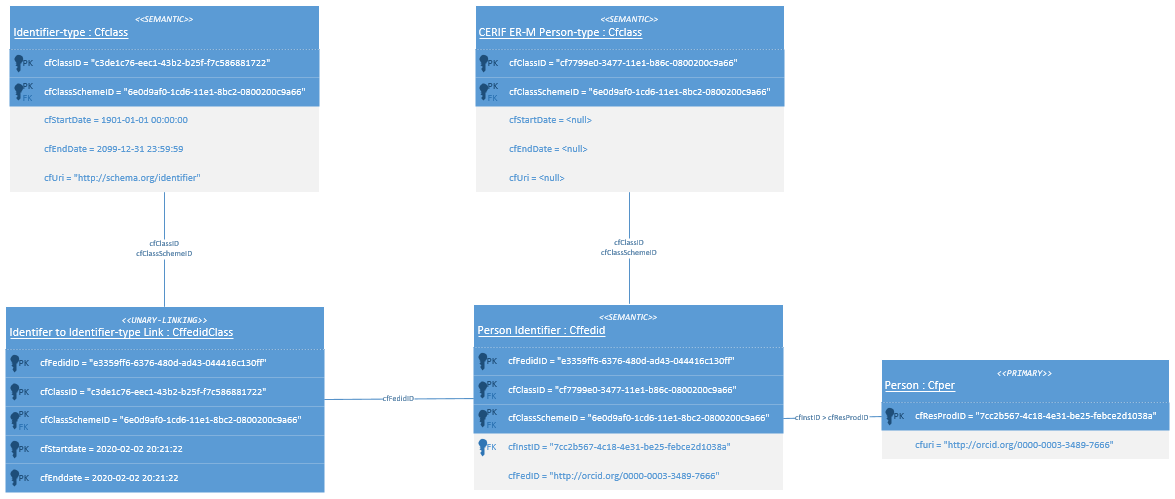 <<SEMANTIC>>
Identifier-type : Cfclass
PK
cfClassID = "c3de1c76-eec1-43b2-b25f-f7c586881722"
PK
FK
cfClassSchemeID = "6e0d9af0-1cd6-11e1-8bc2-0800200c9a66"
cfStartDate = 1901-01-01 00:00:00
cfEndDate = 2099-12-31 23:59:59
cfUri = "http://schema.org/identifier"
<<SEMANTIC>>
CERIF ER-M Person-type : Cfclass
PK
cfClassID = "cf7799e0-3477-11e1-b86c-0800200c9a66"
PK
FK
cfClassSchemeID = "6e0d9af0-1cd6-11e1-8bc2-0800200c9a66"
cfStartDate = <null>
cfEndDate = <null>
cfUri = <null>
cfClassID
cfClassSchemeID
cfClassID
cfClassSchemeID
<<UNARY-LINKING>>
Identifer to Identifier-type Link : CffedidClass
PK
cfFedidID = "e3359ff6-6376-480d-ad43-044416c130ff"
PK
cfClassID = "c3de1c76-eec1-43b2-b25f-f7c586881722"
PK
FK
cfClassSchemeID = "6e0d9af0-1cd6-11e1-8bc2-0800200c9a66"
PK
cfStartdate = 2020-02-02 20:21:22
PK
cfEnddate = 2020-02-02 20:21:22
cfFedidID
<<SEMANTIC>>
Person Identifier : Cffedid
PK
cfFedidID = "e3359ff6-6376-480d-ad43-044416c130ff"
PK
FK
cfClassID = "cf7799e0-3477-11e1-b86c-0800200c9a66"
PK
FK
cfClassSchemeID = "6e0d9af0-1cd6-11e1-8bc2-0800200c9a66"
FK
cfInstID = "7cc2b567-4c18-4e31-be25-febce2d1038a"
cfFedID = "http://orcid.org/0000-0003-3489-7666"
cfInstID > cfResProdID
<<PRIMARY>>
Person : Cfper
PK
cfResProdID = "7cc2b567-4c18-4e31-be25-febce2d1038a"
cfuri = "http://orcid.org/0000-0003-3489-7666"